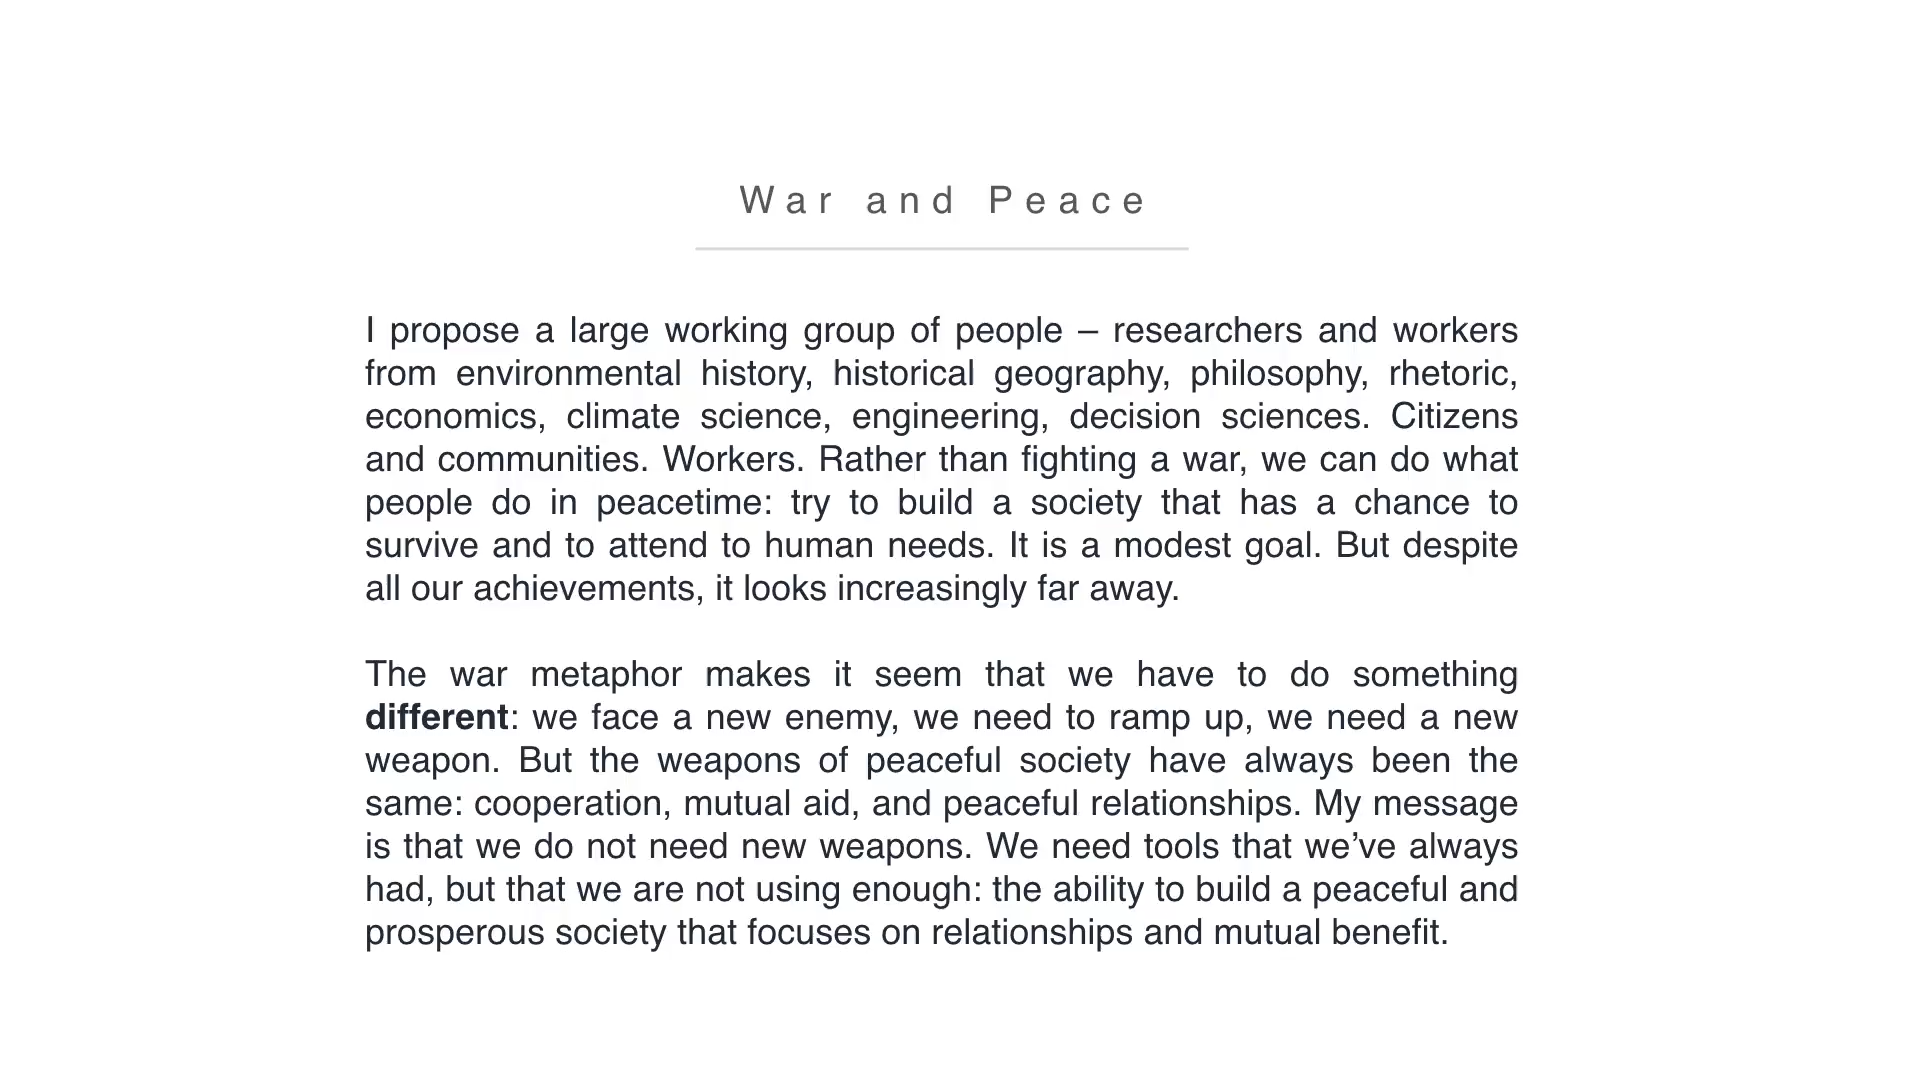 War and Peace
I propose a large working group of people – researchers and workers
from environmental history, historical geography, philosophy, rhetoric,
economics, climate science, engineering, decision sciences. Citizens
and communities. Workers. Rather than fighting a war, we can do what
people do in peacetime: try to build a society that has a chance to
survive and to attend to human needs. It is a modest goal. But despite
all our achievements, it looks increasingly far away.
The war metaphor makes it seem that we have to do something
different: we face a new enemy, we need to ramp up, we need a new
weapon. But the weapons of peaceful society have always been the
same: cooperation, mutual aid, and peaceful relationships. My message
is that we do not need new weapons. We need tools that we’ve always
had, but that we are not using enough: the ability to build a peaceful and
prosperous society that focuses on relationships and mutual benefit.